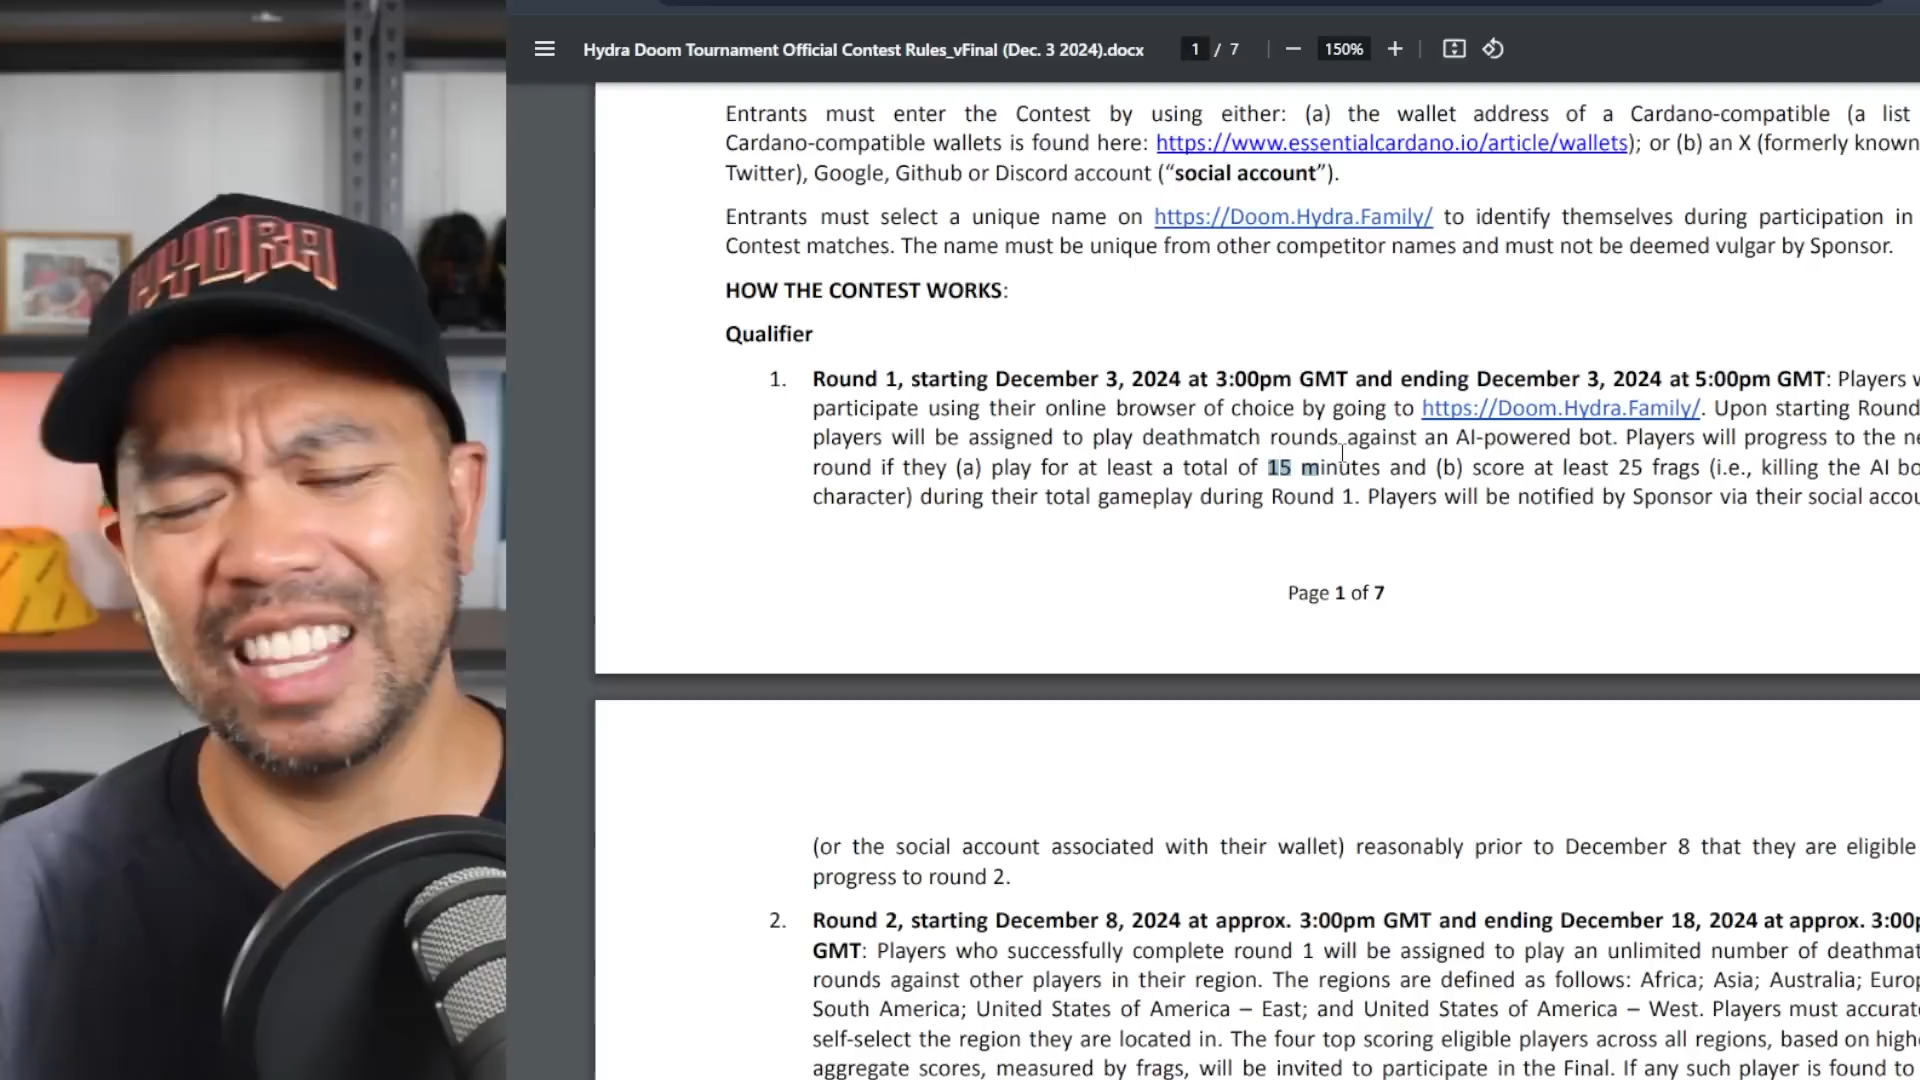 HYDRA
Hydra Doom Tournament Official Contest Rules_vFinal (Dec. 3 2024).docx 1 / 7 150%
Entrants must enter the Contest by using either: (a) the wallet address of a Cardano-compatible (a list
Cardano-compatible wallets is found here: https://www.essentialcardano.io/article/wallets); or (b) an X (formerly known
Twitter), Google, Github or Discord account (“social account”).
Entrants must select a unique name on https://Doom.Hydra.Family/ to identify themselves during participation in
Contest matches. The name must be unique from other competitor names and must not be deemed vulgar by Sponsor.
HOW THE CONTEST WORKS:
Qualifier
1. Round 1, starting December 3, 2024 at 3:00pm GMT and ending December 3, 2024 at 5:00pm GMT: Players
participate using their online browser of choice by going to https://Doom.Hydra.Family/. Upon starting Round
players will be assigned to play deathmatch rounds against an AI-powered bot. Players will progress to the
round if they (a) play for at least a total of 15 minutes and (b) score at least 25 frags (i.e., killing the AI
character) during their total gameplay during Round 1. Players will be notified by Sponsor via their social
Page 1 of 7
(or the social account associated with their wallet) reasonably prior to December 8 that they are eligible
progress to round 2.
2. Round 2, starting December 8, 2024 at approx. 3:00pm GMT and ending December 18, 2024 at approx.
GMT: Players who successfully complete round 1 will be assigned to play an unlimited number of
rounds against other players in their region. The regions are defined as follows: Africa; Asia; Australia;
South America; United States of America – East; and United States of America – West. Players must
self-select the region they are located in. The four top scoring eligible players across all regions, based on
aggregate scores, measured by frags, will be invited to participate in the Final. If any such player is found to